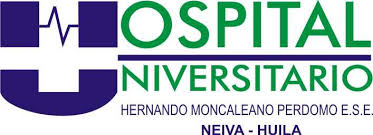 HOSPITAL
UNIVERSITARIO
HERNANDO MONCALEANO PERDOMO E.S.E.
NEIVA - HUILA